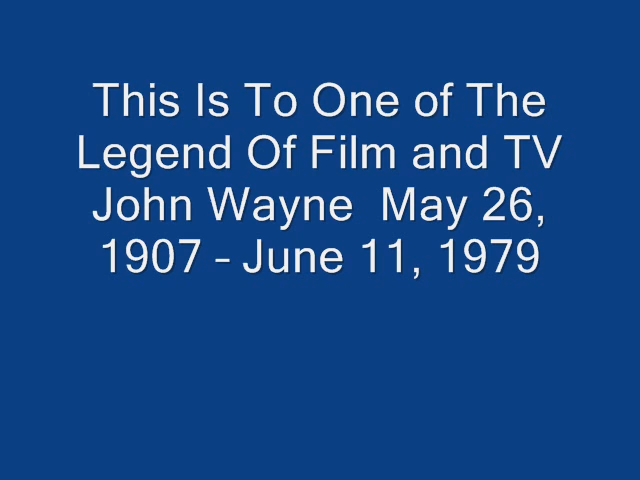 This Is To One of The
Legend Of Film and TV
John Wayne  May 26,
1907 – June 11, 1979